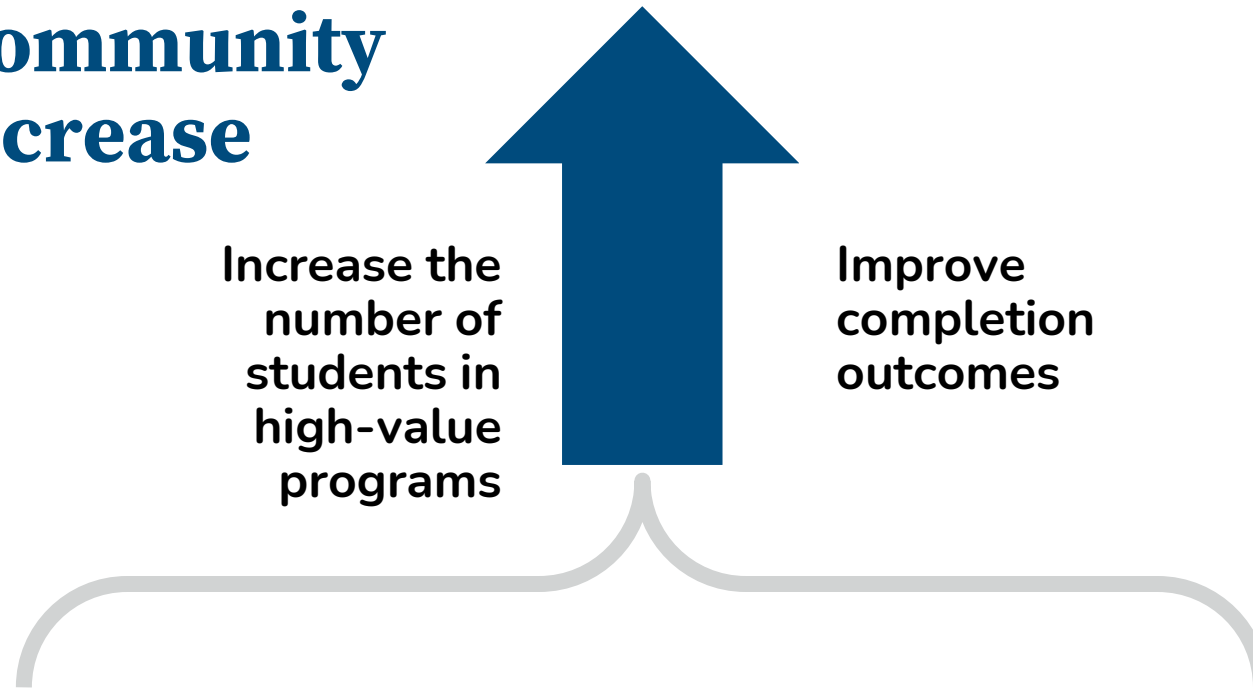 ommunity
crease
Increase the
number of
students in
high-value
programs
Improve
completion
outcomes